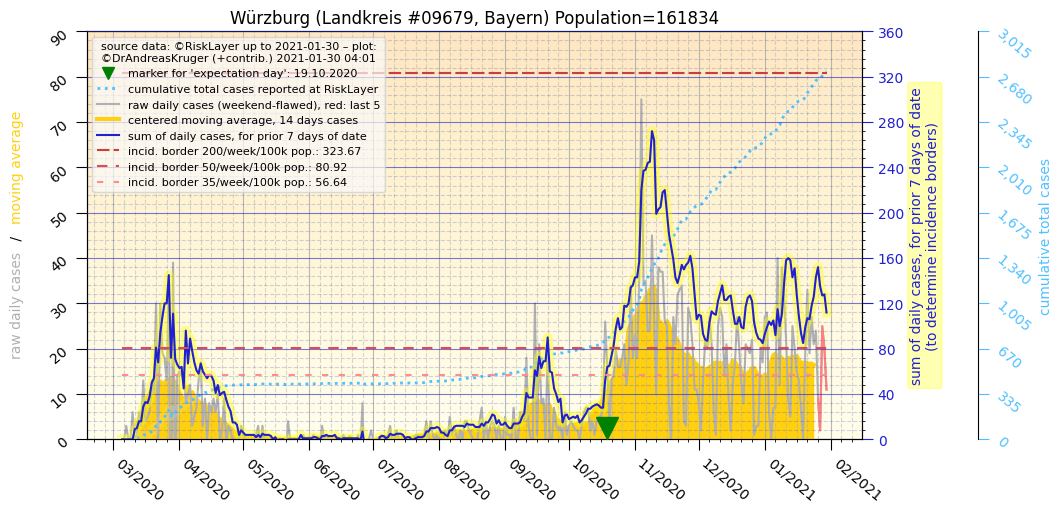 Würzburg (Landkreis #09679, Bayern) Population=161834
source data: ©RiskLayer up to 2021-01-30 – plot:
©DrAndreasKruger (+contrib.) 2021-01-30 04:01
marker for 'expectation day': 19.10.2020
cumulative total cases reported at RiskLayer
raw daily cases (weekend-flawed), red: last 5
centered moving average, 14 days cases
sum of daily cases, for prior 7 days of date
incid. border 200/week/100k pop.: 323.67
incid. border 50/week/100k pop.: 80.92
incid. border 35/week/100k pop.: 56.64
raw daily cases / moving average
90
80
70
60
50
40
30
20
10
0
03/2020
04/2020
05/2020
06/2020
07/2020
08/2020
09/2020
10/2020
11/2020
12/2020
01/2021
02/2021
360
320
280
240
200
160
120
80
40
0
sum of daily cases, for prior 7 days of date
(to determine incidence borders)
3,015
2,680
2,345
2,010
1,675
1,340
1,005
670
335
0
cumulative total cases